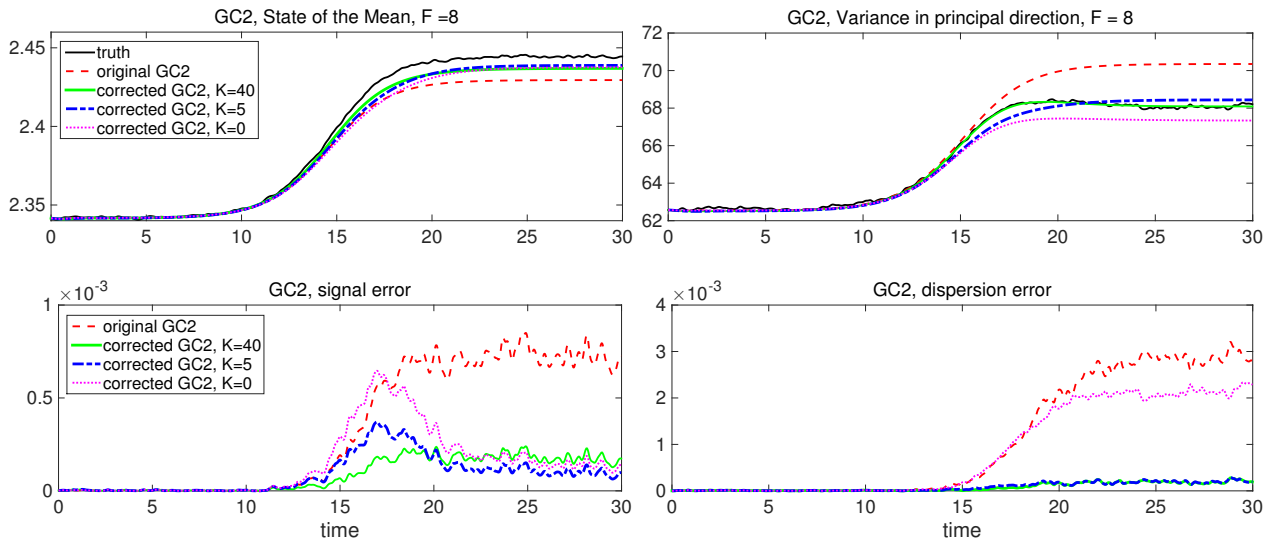 GC2, State of the Mean, F =8
2.45
2.4
2.35
truth
original GC2
corrected GC2, K=40
corrected GC2, K=5
corrected GC2, K=0
0 5 10 15 20 25 30
GC2, Variance in principal direction, F = 8
72
70
68
66
64
62
0 5 10 15 20 25 30
GC2, signal error
×10⁻³
1
0.5
0
original GC2
corrected GC2, K=40
corrected GC2, K=5
corrected GC2, K=0
0 5 10 15 20 25 30
time
GC2, dispersion error
×10⁻³
4
3
2
1
0
0 5 10 15 20 25 30
time